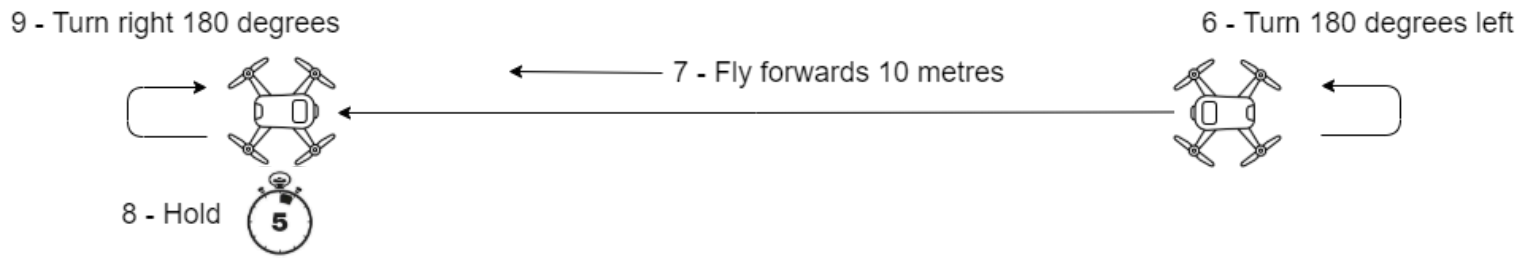 9 - Turn right 180 degrees
6 - Turn 180 degrees left
7 - Fly forwards 10 metres
8 - Hold
5